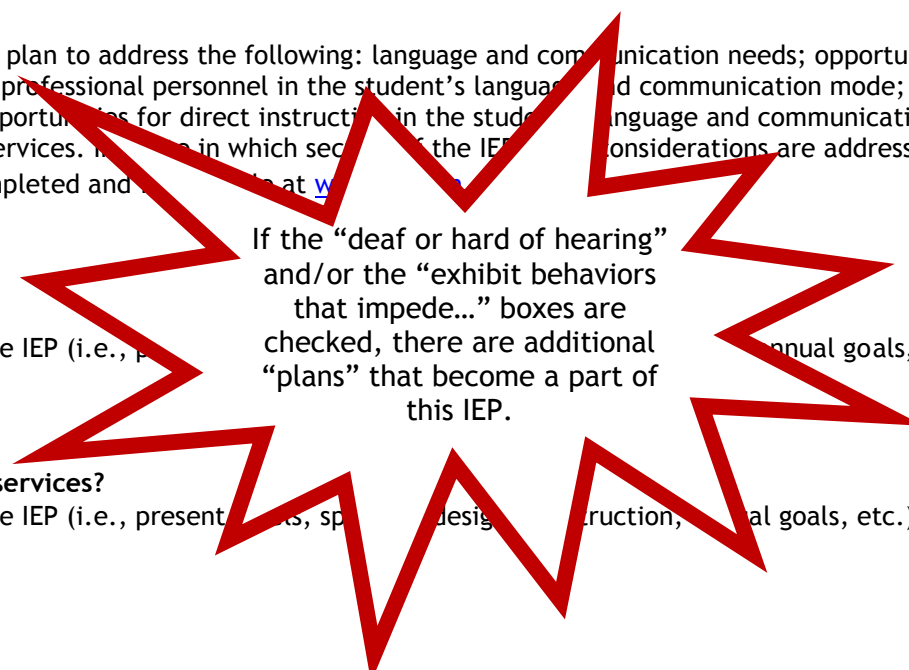 plan to address the following: language and communication needs; opportu
professional personnel in the student’s language and communication mode;
opportunities for direct instruction in the student’s language and communicati
ervices. in which sec of the IEP considerations are address
pleted and at w
If the “deaf or hard of hearing”
and/or the “exhibit behaviors
that impede…” boxes are
checked, there are additional
“plans” that become a part of
this IEP.
e IEP (i.e., p nnual goals,
services?
e IEP (i.e., present levels, sp desig truction, al goals, etc.)